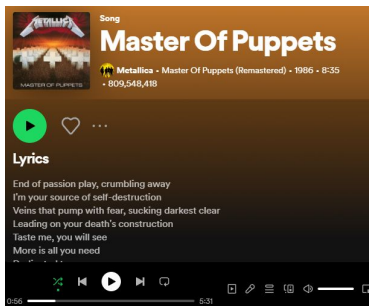 METALLICA
MASTER OF PUPPETS
Song
Master Of Puppets
Metallica • Master Of Puppets (Remastered) • 1986 • 8:35
• 809,548,418
Lyrics
End of passion play, crumbling away
I'm your source of self-destruction
Veins that pump with fear, sucking darkest clear
Leading on your death's construction
Taste me, you will see
More is all you need
0:56
5:31